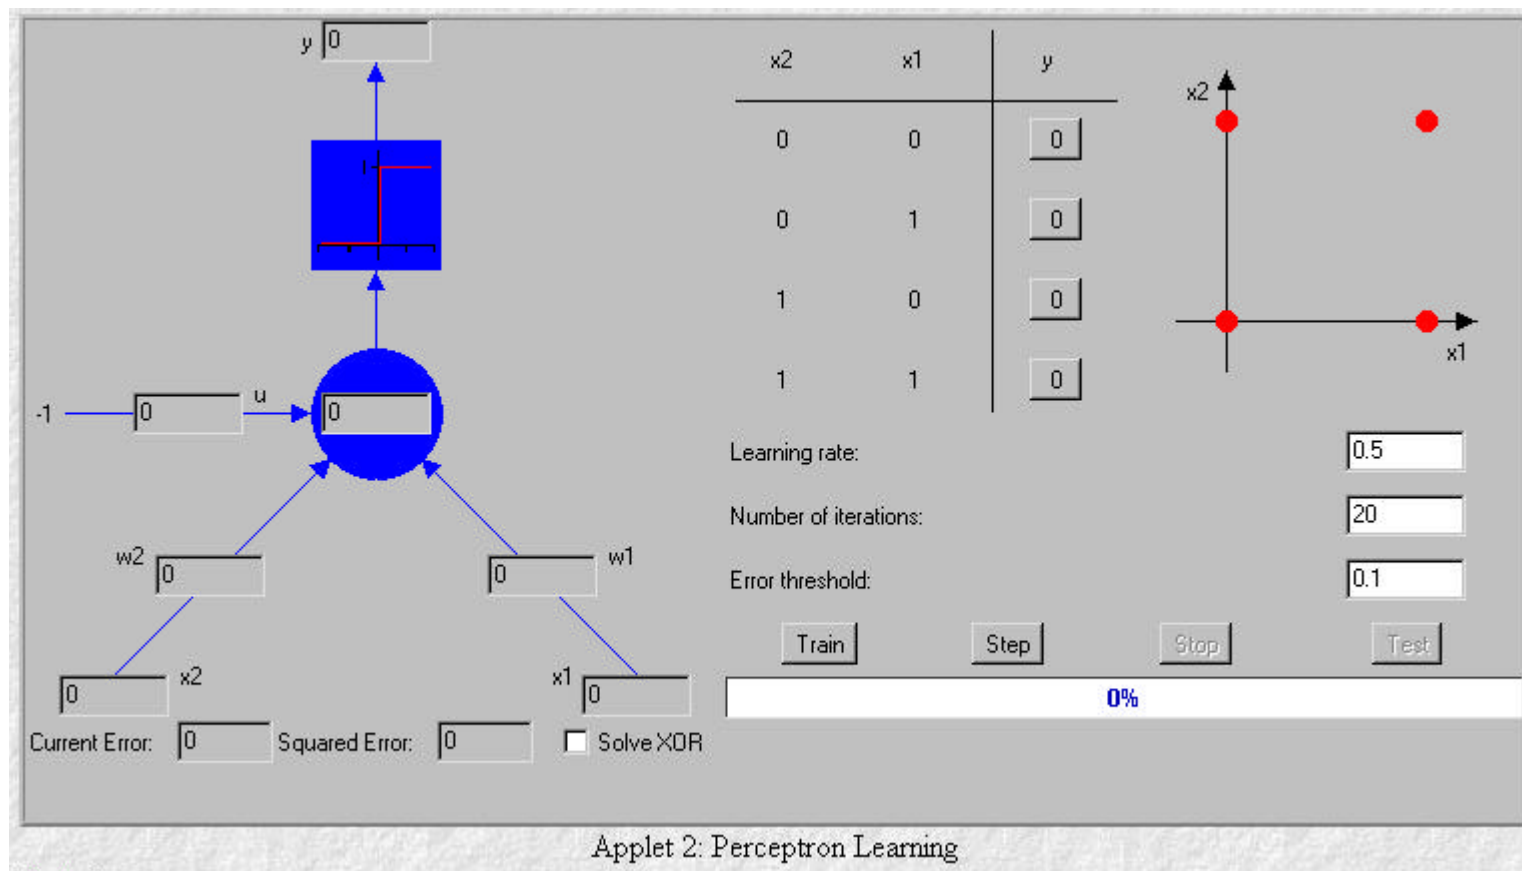 y 0
x2 x1 y
x2
0 0 0
0 1 0
1 0 0
x1
1 1 0
-1 0 u 0
Learning rate: 0.5
Number of iterations: 20
w2 0 0 w1
Error threshold: 0.1
Train Step Stop Test
0 x2 x1 0
0%
Current Error: 0 Squared Error: 0 Solve XOR
Applet 2: Perceptron Learning